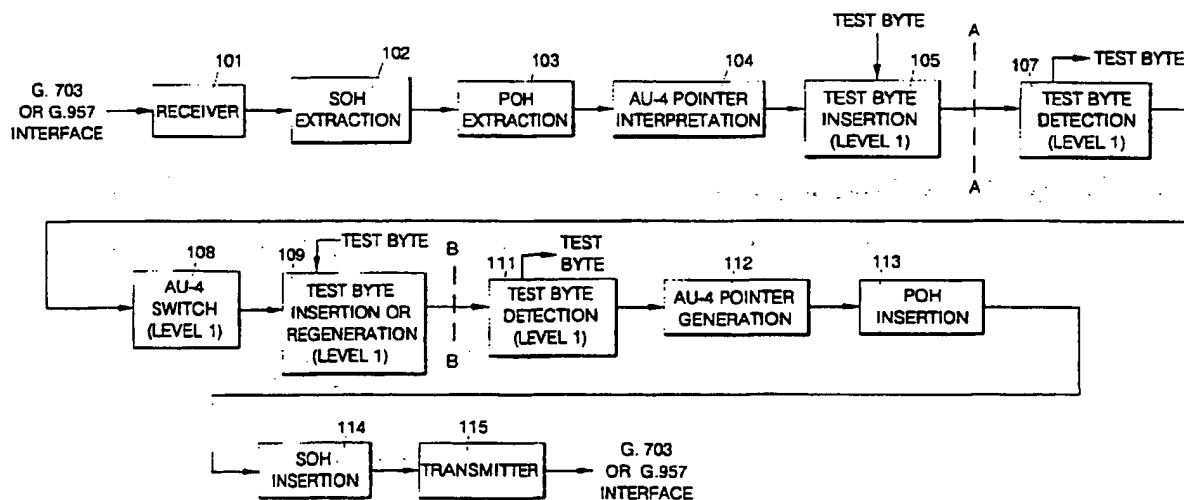 TEST BYTE
A
101
102
103
104
105
107
TEST BYTE
G. 703
OR G.957
INTERFACE
RECEIVER
SOH
EXTRACTION
POH
EXTRACTION
AU-4 POINTER
INTERPRETATION
TEST BYTE
INSERTION
(LEVEL 1)
TEST BYTE
DETECTION
(LEVEL 1)
A
108
109
TEST BYTE
B
111
TEST
BYTE
112
113
AU-4
SWITCH
(LEVEL 1)
TEST BYTE
INSERTION OR
REGENERATION
(LEVEL 1)
TEST BYTE
DETECTION
(LEVEL 1)
AU-4 POINTER
GENERATION
POH
INSERTION
B
114
115
SOH
INSERTION
TRANSMITTER
G. 703
OR G.957
INTERFACE